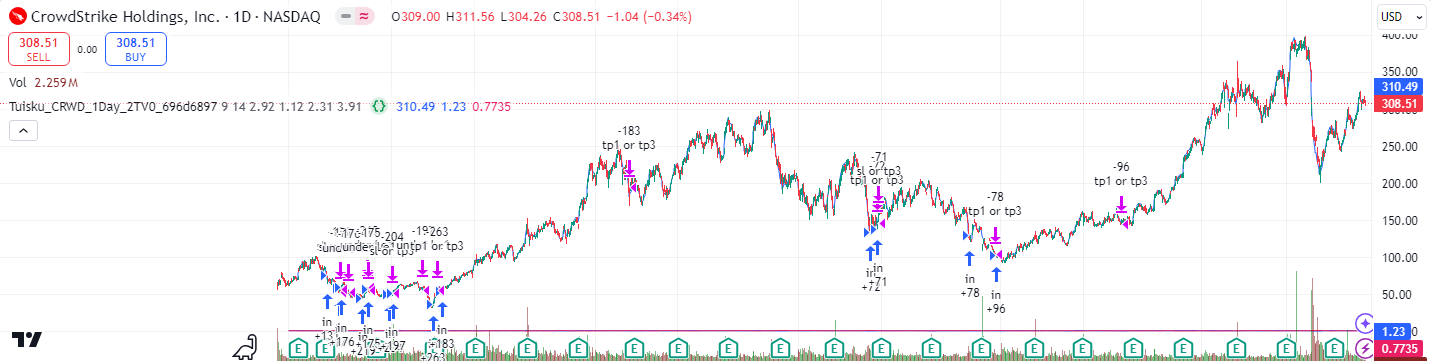 CrowdStrike Holdings, Inc. · 1D · NASDAQ
O309.00 H311.56 L304.26 C308.51 −1.04 (−0.34%)
USD
308.51
SELL
0.00
308.51
BUY
Vol 2.259M
Tuisku_CRWD_1Day_2TV0_696d6897 9 14 2.92 1.12 2.31 3.91 310.49 1.23 0.7735
400.00
350.00
310.49
308.51
250.00
200.00
150.00
100.00
50.00
1.23
0.7735
-183
tp1 or tp3
-71
sl or tp3
tp1 or tp3
-78
tp1 or tp3
-96
tp1 or tp3
-204
-263
tp1 or tp3
in
in
in
in
in
+176
+197
+183
+263
in
+71
in
+78
in
+96
E E E E E E E E E E E E E E E E E E E E